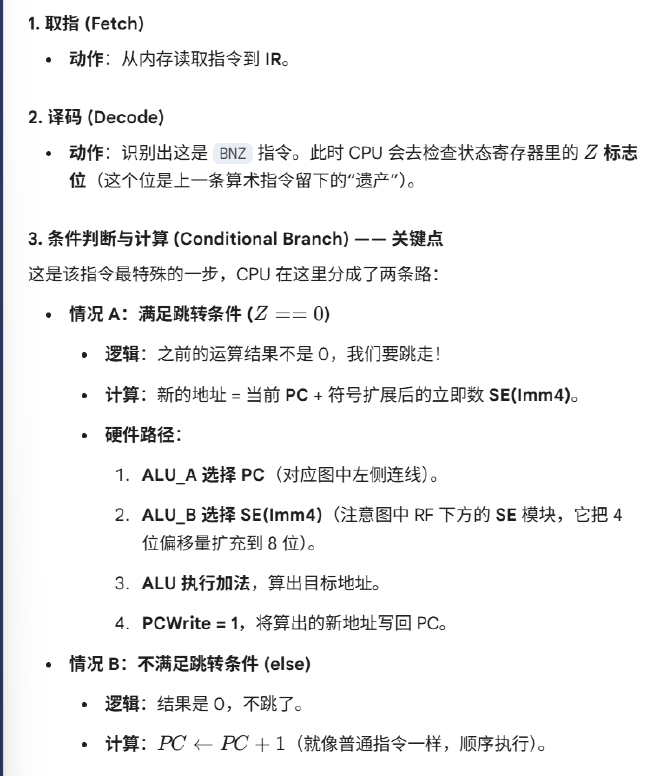 1. 取指 (Fetch)
• 动作：从内存读取指令到 IR。
2. 译码 (Decode)
• 动作：识别出这是 BNZ 指令。此时 CPU 会去检查状态寄存器里的 Z 标志
位（这个位是上一条算术指令留下的“遗产”）。
3. 条件判断与计算 (Conditional Branch) —— 关键点
这是该指令最特殊的一步，CPU 在这里分成了两条路：
• 情况 A：满足跳转条件 (Z == 0)
• 逻辑：之前的运算结果不是 0，我们要跳走！
• 计算：新的地址 = 当前 PC + 符号扩展后的立即数 SE(Imm4)。
• 硬件路径：
1. ALU_A 选择 PC（对应图中左侧连线）。
2. ALU_B 选择 SE(Imm4)（注意图中 RF 下方的 SE 模块，它把 4
位偏移量扩充到 8 位）。
3. ALU 执行加法，算出目标地址。
4. PCWrite = 1，将算出的新地址写回 PC。
• 情况 B：不满足跳转条件 (else)
• 逻辑：结果是 0，不跳了。
• 计算：PC ← PC + 1（就像普通指令一样，顺序执行）。